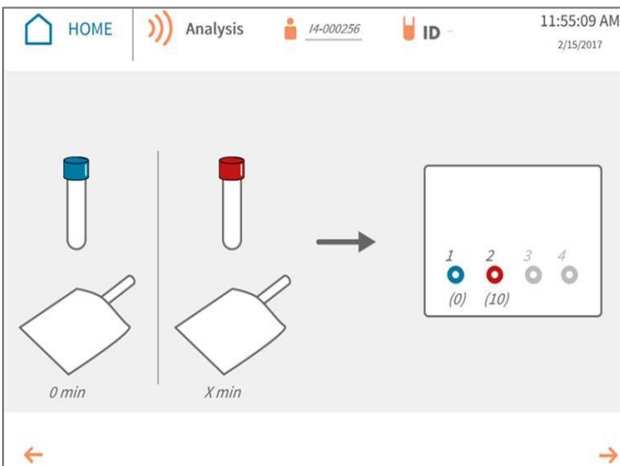 HOME Analysis I4-000256 ID – 11:55:09 AM
2/15/2017
1 2 3 4
(0) (10)
0 min X min